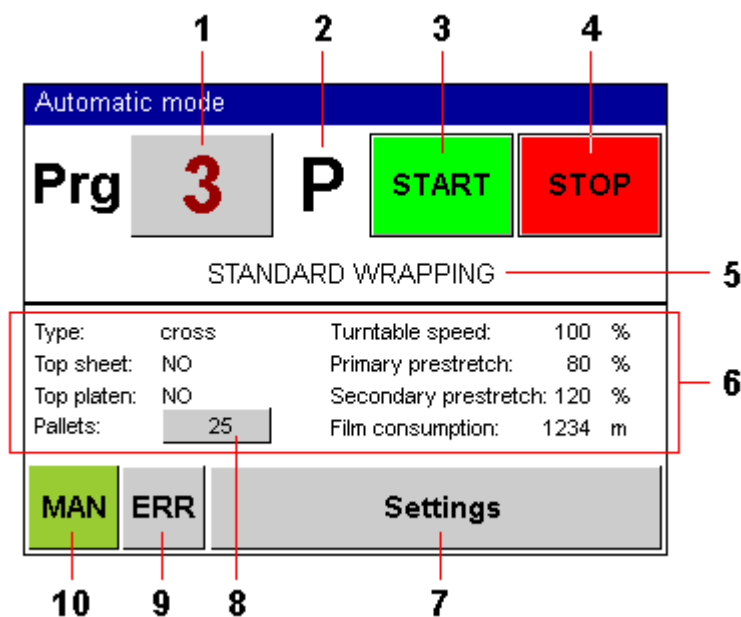 1 2 3 4
Automatic mode
Prg 3 P START STOP
STANDARD WRAPPING 5
Type: cross Turntable speed: 100 %
Top sheet: NO Primary prestretch: 80 %
6
Top platen: NO Secondary prestretch: 120 %
Pallets: 25 Film consumption: 1234 m
MAN ERR Settings
10 9 8 7